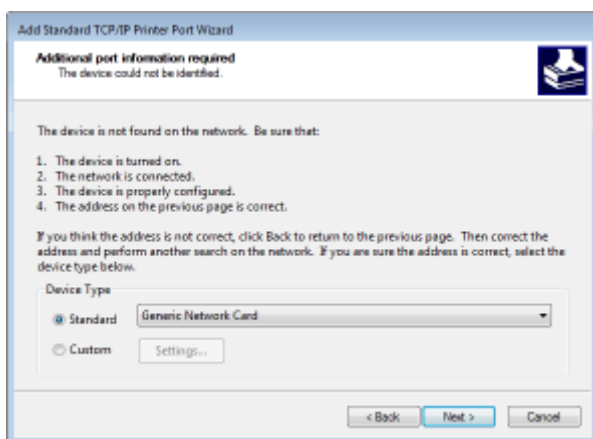 Add Standard TCP/IP Printer Port Wizard
Additional port information required
The device could not be identified.
The device is not found on the network.  Be sure that:
1.  The device is turned on.
2.  The network is connected.
3.  The device is properly configured.
4.  The address on the previous page is correct.
If you think the address is not correct, click Back to return to the previous page.  Then correct the
address and perform another search on the network.  If you are sure the address is correct, select the
device type below.
Device Type
Standard
Generic Network Card
Custom
Settings...
< Back
Next >
Cancel